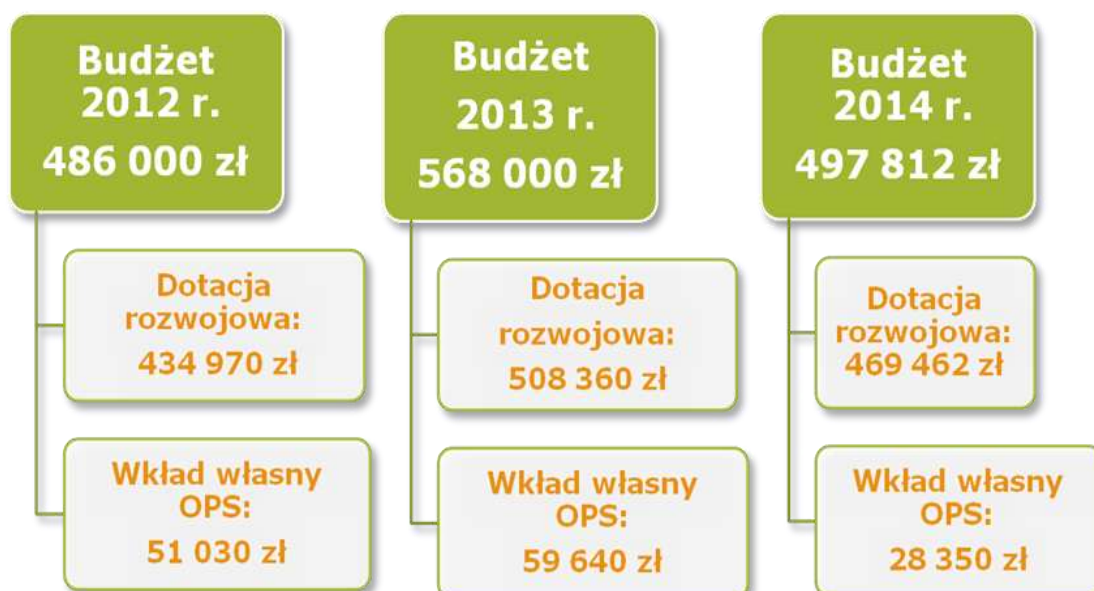 Budżet
2012 r.
486 000 zł
Dotacja
rozwojowa:
434 970 zł
Wkład własny
OPS:
51 030 zł
Budżet
2013 r.
568 000 zł
Dotacja
rozwojowa:
508 360 zł
Wkład własny
OPS:
59 640 zł
Budżet
2014 r.
497 812 zł
Dotacja
rozwojowa:
469 462 zł
Wkład własny
OPS:
28 350 zł